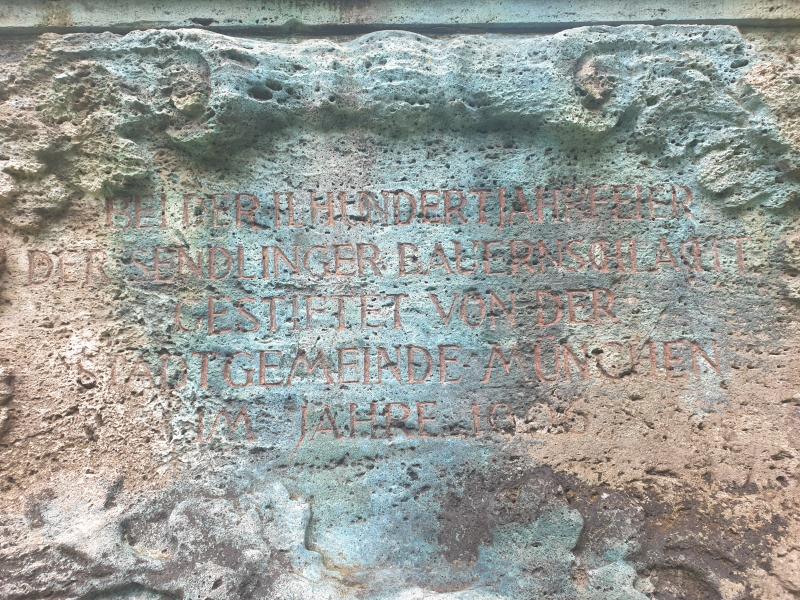 BEI DER II. HUNDERTJAHRFEIER
DER SENDLINGER BAUERNSCHLACHT
GESTIFTET VON DER
STADTGEMEINDE MÜNCHEN
IM JAHRE